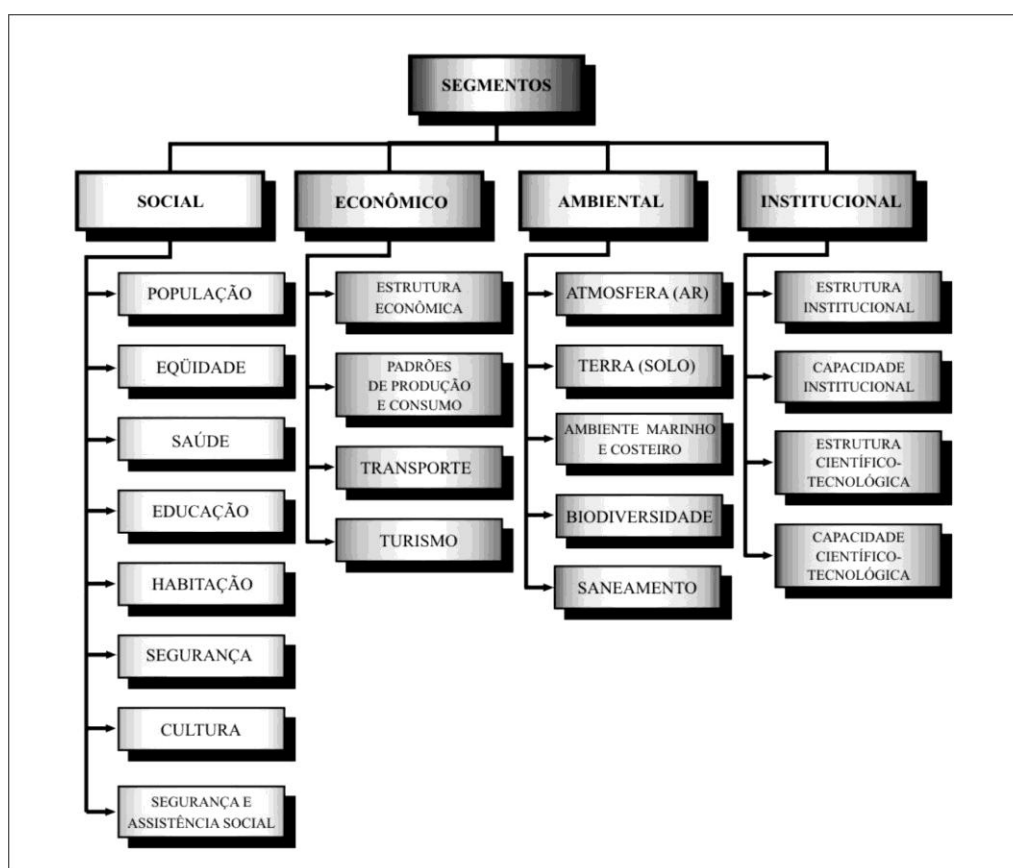 SEGMENTOS
SOCIAL
POPULAÇÃO
EQÜIDADE
SAÚDE
EDUCAÇÃO
HABITAÇÃO
SEGURANÇA
CULTURA
SEGURANÇA E
ASSISTÊNCIA SOCIAL
ECONÔMICO
ESTRUTURA
ECONÔMICA
PADRÕES
DE PRODUÇÃO
E CONSUMO
TRANSPORTE
TURISMO
AMBIENTAL
ATMOSFERA (AR)
TERRA (SOLO)
AMBIENTE MARINHO
E COSTEIRO
BIODIVERSIDADE
SANEAMENTO
INSTITUCIONAL
ESTRUTURA
INSTITUCIONAL
CAPACIDADE
INSTITUCIONAL
ESTRUTURA
CIENTÍFICO-
TECNOLÓGICA
CAPACIDADE
CIENTÍFICO-
TECNOLÓGICA